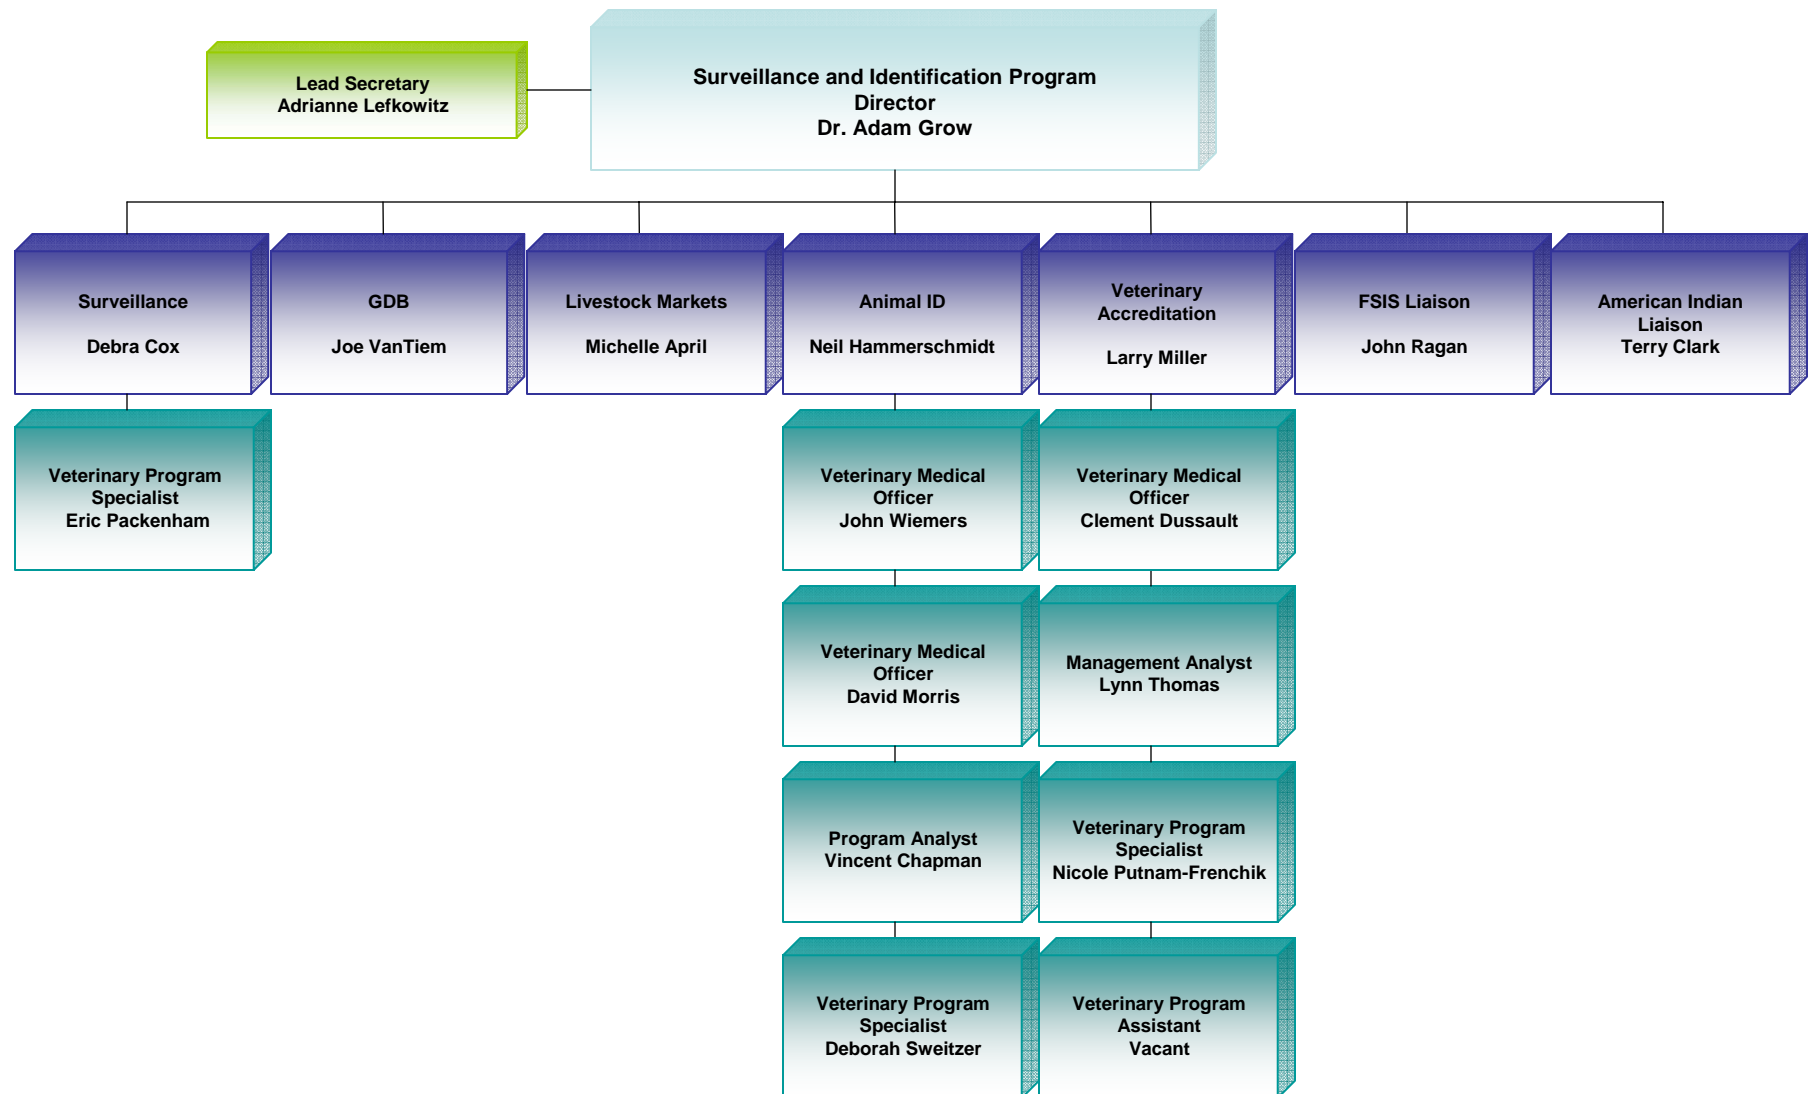 Lead Secretary
Adrianne Lefkowitz
Surveillance and Identification Program
Director
Dr. Adam Grow
Surveillance
Debra Cox
GDB
Joe VanTiem
Livestock Markets
Michelle April
Animal ID
Neil Hammerschmidt
Veterinary
Accreditation
Larry Miller
FSIS Liaison
John Ragan
American Indian
Liaison
Terry Clark
Veterinary Program
Specialist
Eric Packenham
Veterinary Medical
Officer
John Wiemers
Veterinary Medical
Officer
Clement Dussault
Veterinary Medical
Officer
David Morris
Management Analyst
Lynn Thomas
Program Analyst
Vincent Chapman
Veterinary Program
Specialist
Nicole Putnam-Frenchik
Veterinary Program
Specialist
Deborah Sweitzer
Veterinary Program
Assistant
Vacant